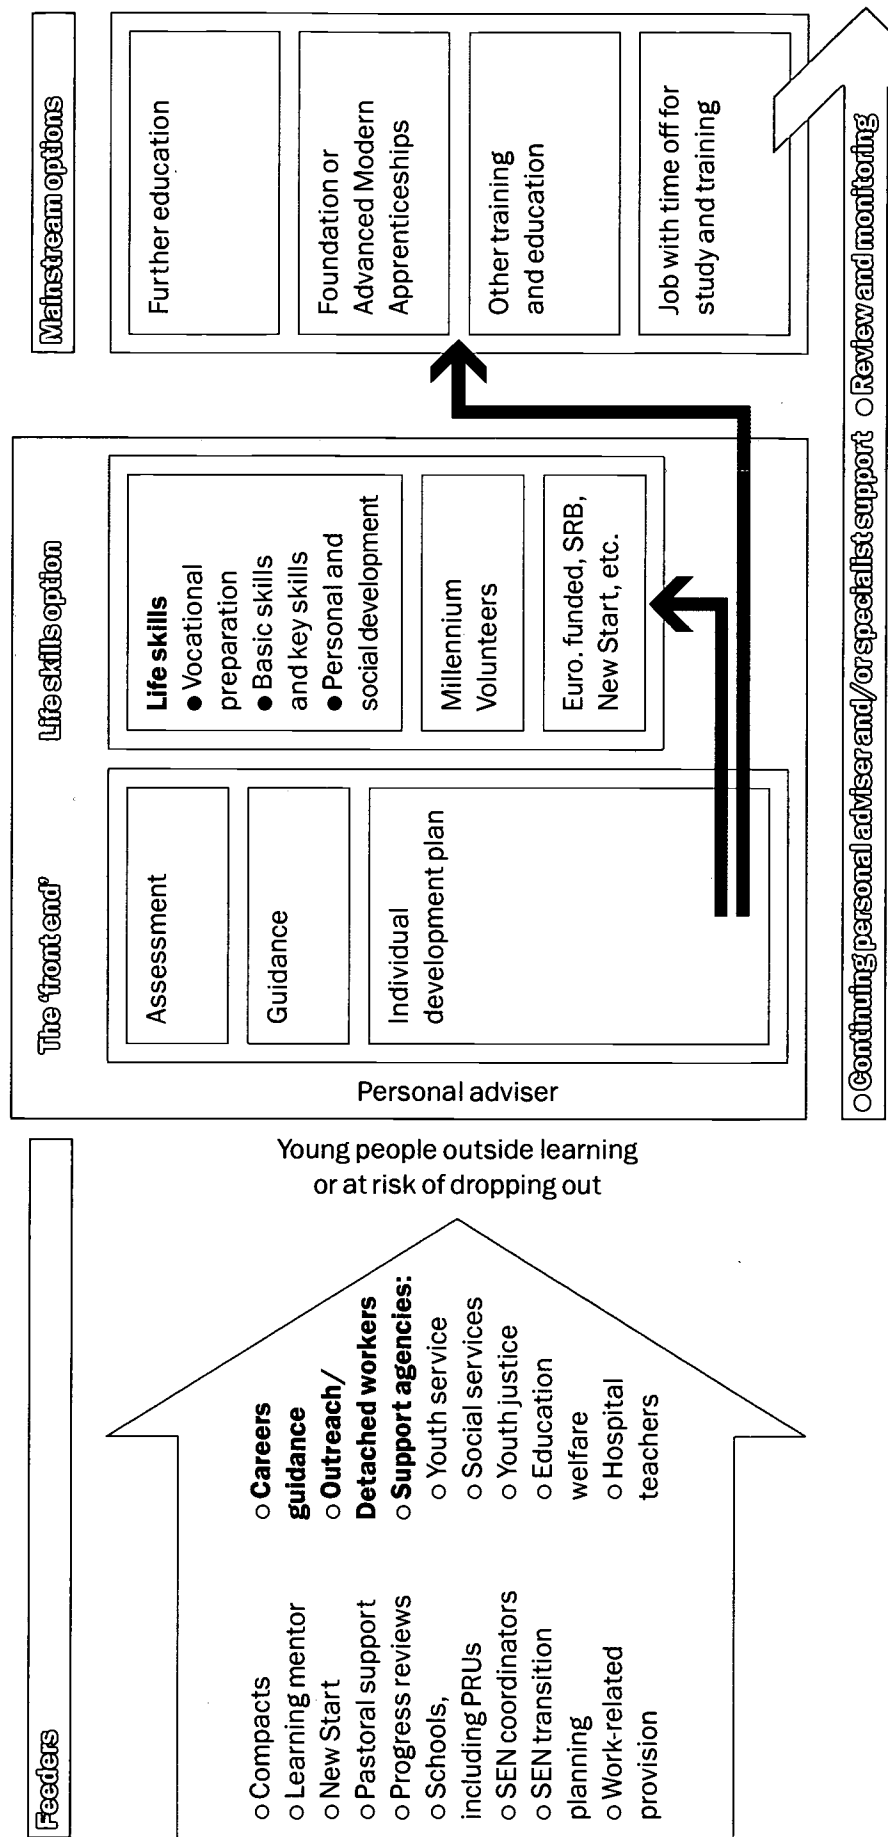 Feeders
○ Compacts
○ Learning mentor
○ New Start
○ Pastoral support
○ Progress reviews
○ Schools,
including PRUs
○ SEN coordinators
○ SEN transition
planning
○ Work-related
provision
○ Careers
guidance
○ Outreach/
Detached workers
○ Support agencies:
○ Youth service
○ Social services
○ Youth justice
○ Education
welfare
○ Hospital
teachers
Young people outside learning
or at risk of dropping out
Personal adviser
The 'front end'
Assessment
Guidance
Individual
development plan
Life skills option
Life skills
● Vocational
preparation
● Basic skills
and key skills
● Personal and
social development
Millennium
Volunteers
Euro. funded, SRB,
New Start, etc.
Mainstream options
Further education
Foundation or
Advanced Modern
Apprenticeships
Other training
and education
Job with time off for
study and training
○ Continuing personal adviser and/or specialist support ○ Review and monitoring